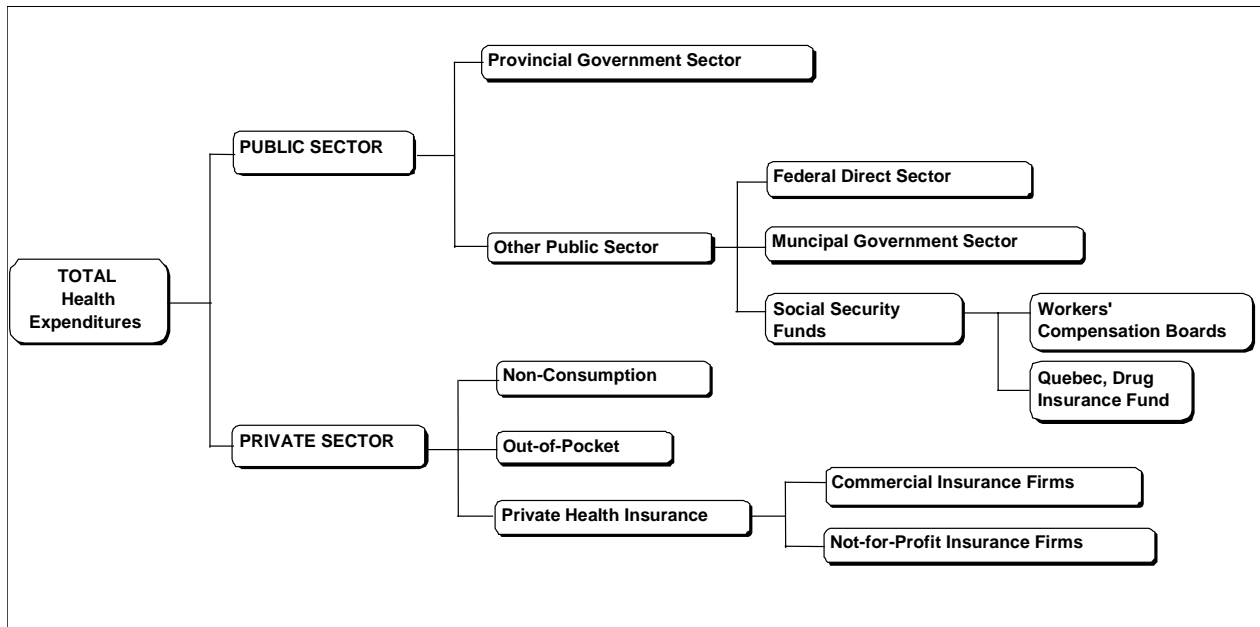 Provincial Government Sector
PUBLIC SECTOR
Federal Direct Sector
Other Public Sector
Muncipal Government Sector
TOTAL
Health
Expenditures
Social Security
Funds
Workers'
Compensation Boards
Quebec, Drug
Insurance Fund
Non-Consumption
PRIVATE SECTOR
Out-of-Pocket
Commercial Insurance Firms
Private Health Insurance
Not-for-Profit Insurance Firms